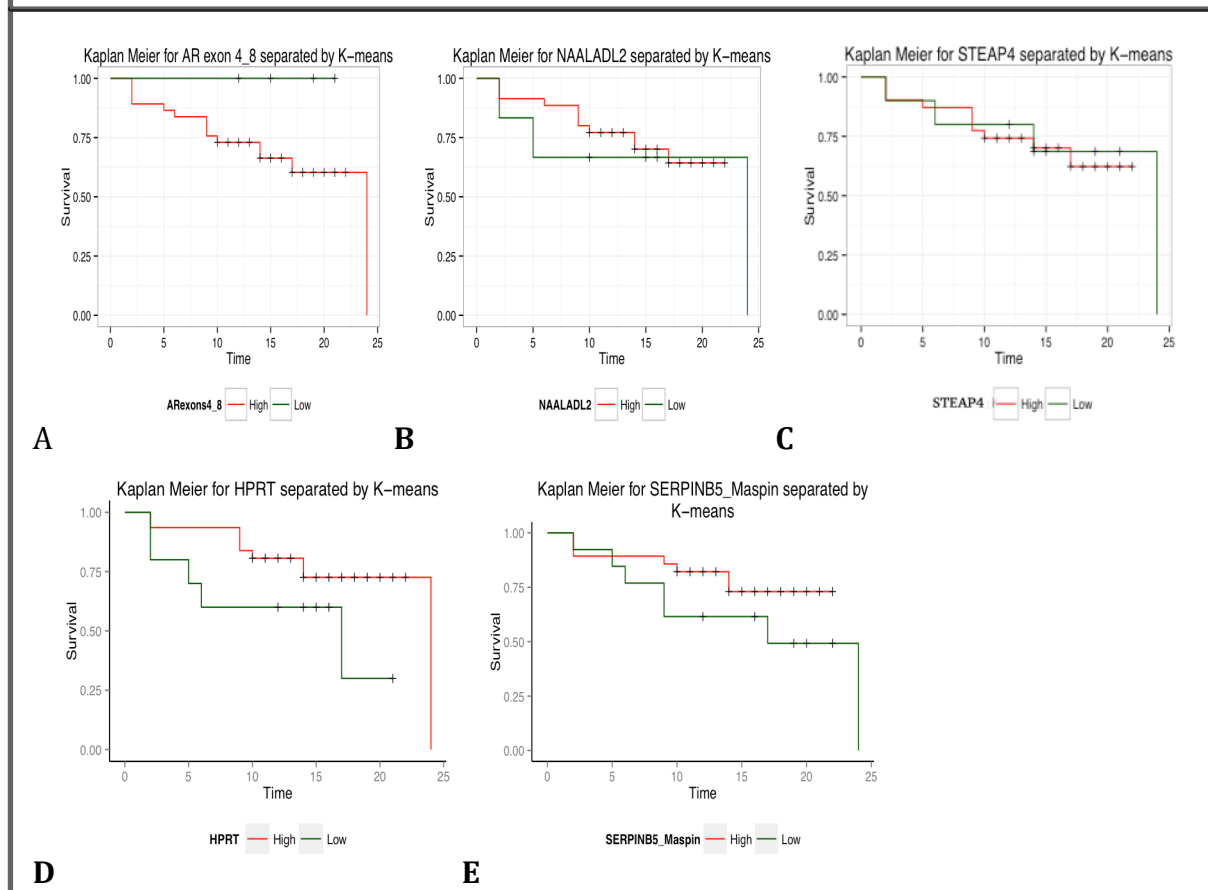 Kaplan Meier for AR exon 4_8 separated by K−means
1.00
0.75
0.50
0.25
0.00
Survival
0 5 10 15 20 25
Time
ARexons4_8 High Low
A
Kaplan Meier for NAALADL2 separated by K−means
1.00
0.75
0.50
0.25
0.00
Survival
0 5 10 15 20 25
Time
NAALADL2 High Low
B
Kaplan Meier for STEAP4 separated by K−means
1.00
0.75
0.50
0.25
0.00
Survival
0 5 10 15 20 25
Time
STEAP4 High Low
C
Kaplan Meier for HPRT separated by K−means
1.00
0.75
0.50
0.25
0.00
Survival
0 5 10 15 20 25
Time
HPRT High Low
D
Kaplan Meier for SERPINB5_Maspin separated by
K−means
1.00
0.75
0.50
0.25
0.00
Survival
0 5 10 15 20 25
Time
SERPINB5_Maspin High Low
E